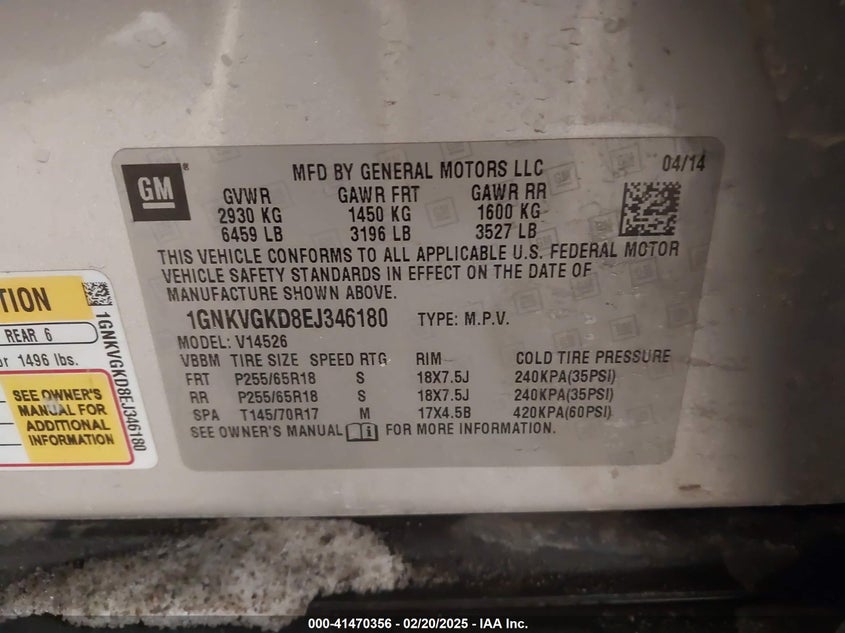 GM ®
MFD BY GENERAL MOTORS LLC 04/14
GVWR GAWR FRT GAWR RR
2930 KG 1450 KG 1600 KG
6459 LB 3196 LB 3527 LB
THIS VEHICLE CONFORMS TO ALL APPLICABLE U.S. FEDERAL MOTOR
VEHICLE SAFETY STANDARDS IN EFFECT ON THE DATE OF
MANUFACTURE SHOWN ABOVE.
1GNKVGKD8EJ346180 TYPE: M.P.V.
MODEL: V14526
VBBM TIRE SIZE SPEED RTG RIM COLD TIRE PRESSURE
FRT P255/65R18 S 18X7.5J 240KPA(35PSI)
RR P255/65R18 S 18X7.5J 240KPA(35PSI)
SPA T145/70R17 M 17X4.5B 420KPA(60PSI)
SEE OWNER'S MANUAL FOR MORE INFORMATION.
REAR 6
1496 lbs.
SEE OWNER'S
MANUAL FOR
ADDITIONAL
INFORMATION
1GNKVGKD8EJ346180
000-41470356 – 02/20/2025 - IAA Inc.